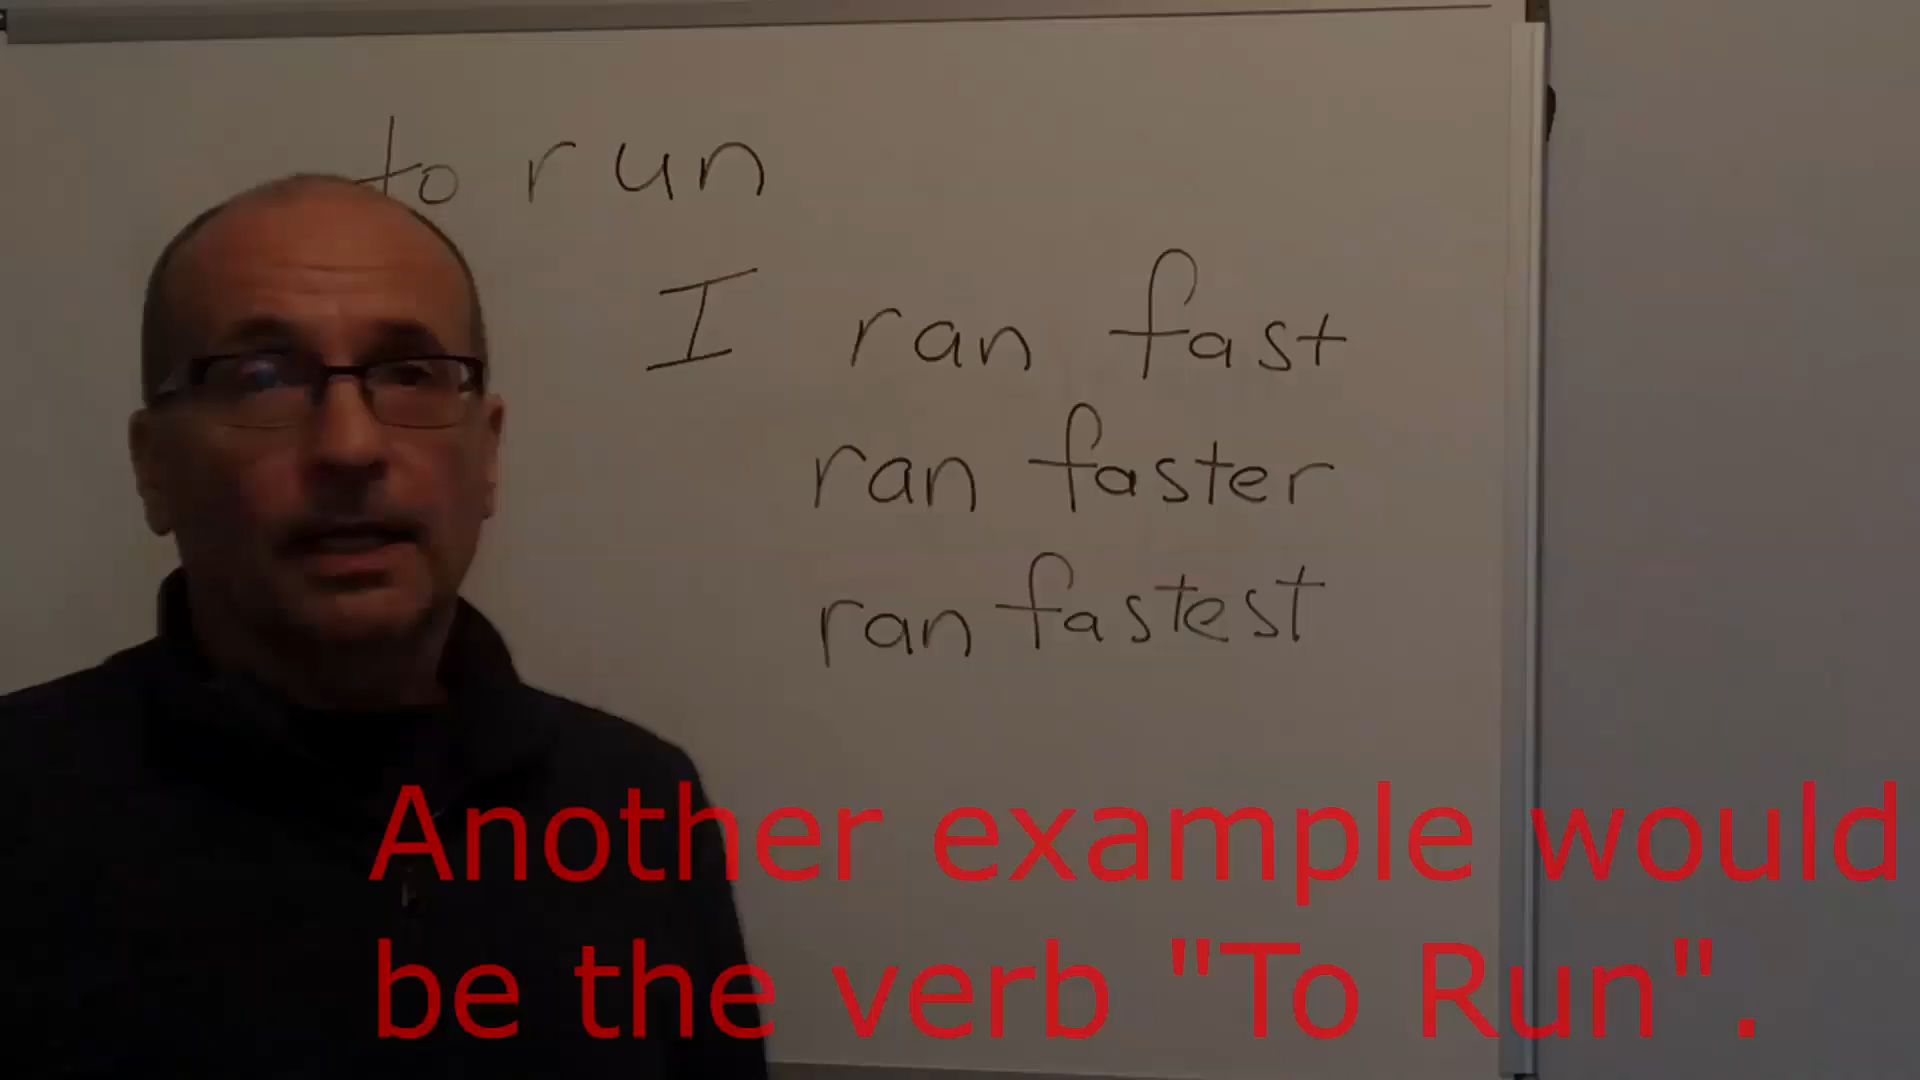 to run
I ran fast
ran faster
ran fastest
Another example would
be the verb "To Run".